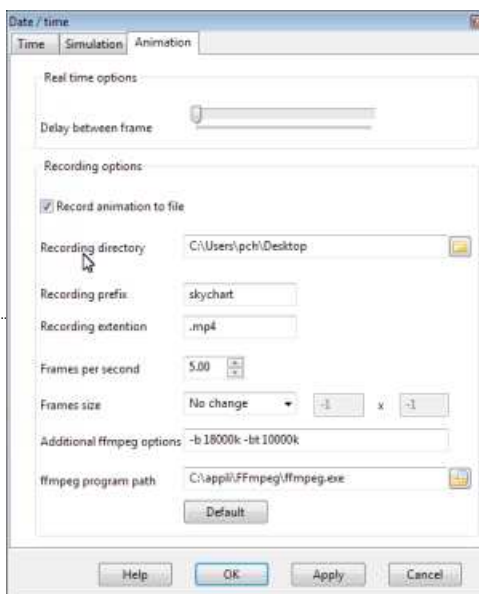 Date / time
Time Simulation Animation
Real time options
Delay between frame
Recording options
Record animation to file
Recording directory C:\Users\pch\Desktop
Recording prefix skychart
Recording extention .mp4
Frames per second 5.00
Frames size No change -1 x -1
Additional ffmpeg options -b 18000k -bt 10000k
ffmpeg program path C:\appli\FFmpeg\ffmpeg.exe
Default
Help OK Apply Cancel